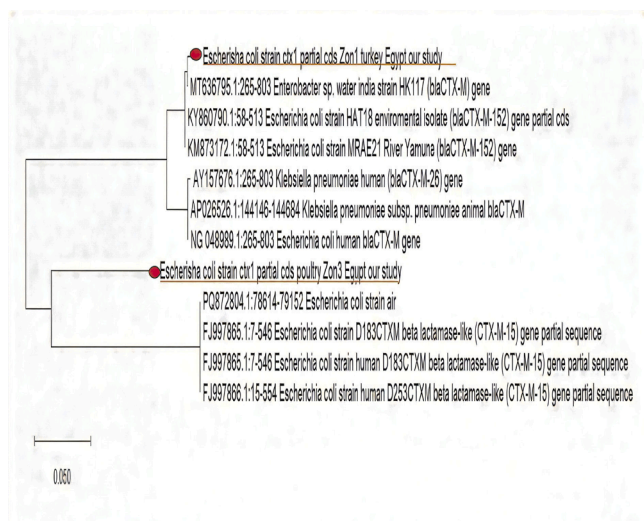 Escherisha coli strain ctx1 partial cds Zon1 turkey Egypt our study
MT636795.1:265-803 Enterobacter sp. water india strain HK117 (blaCTX-M) gene
KY860790.1:58-513 Escherichia coli strain HAT18 enviromental isolate (blaCTX-M-152) gene partial cds
KM873172.1:58-513 Escherichia coli strain MRAE21 River Yamuna (blaCTX-M-152) gene
AY157676.1:265-803 Klebsiella pneumoniae human (blaCTX-M-26) gene
AP026526.1:144146-144684 Klebsiella pneumoniae subsp. pneumoniae animal blaCTX-M
NG 048989.1:265-803 Escherichia coli human blaCTX-M gene
Escherisha coli strain ctx1 partial cds poultry Zon3 Egypt our study
PQ872804.1:78614-79152 Escherichia coli strain air
FJ997865.1:7-546 Escherichia coli strain D183CTXM beta lactamase-like (CTX-M-15) gene partial sequence
FJ997865.1:7-546 Escherichia coli strain human D183CTXM beta lactamase-like (CTX-M-15) gene partial sequence
FJ997866.1:15-554 Escherichia coli strain human D253CTXM beta lactamase-like (CTX-M-15) gene partial sequence
0.050